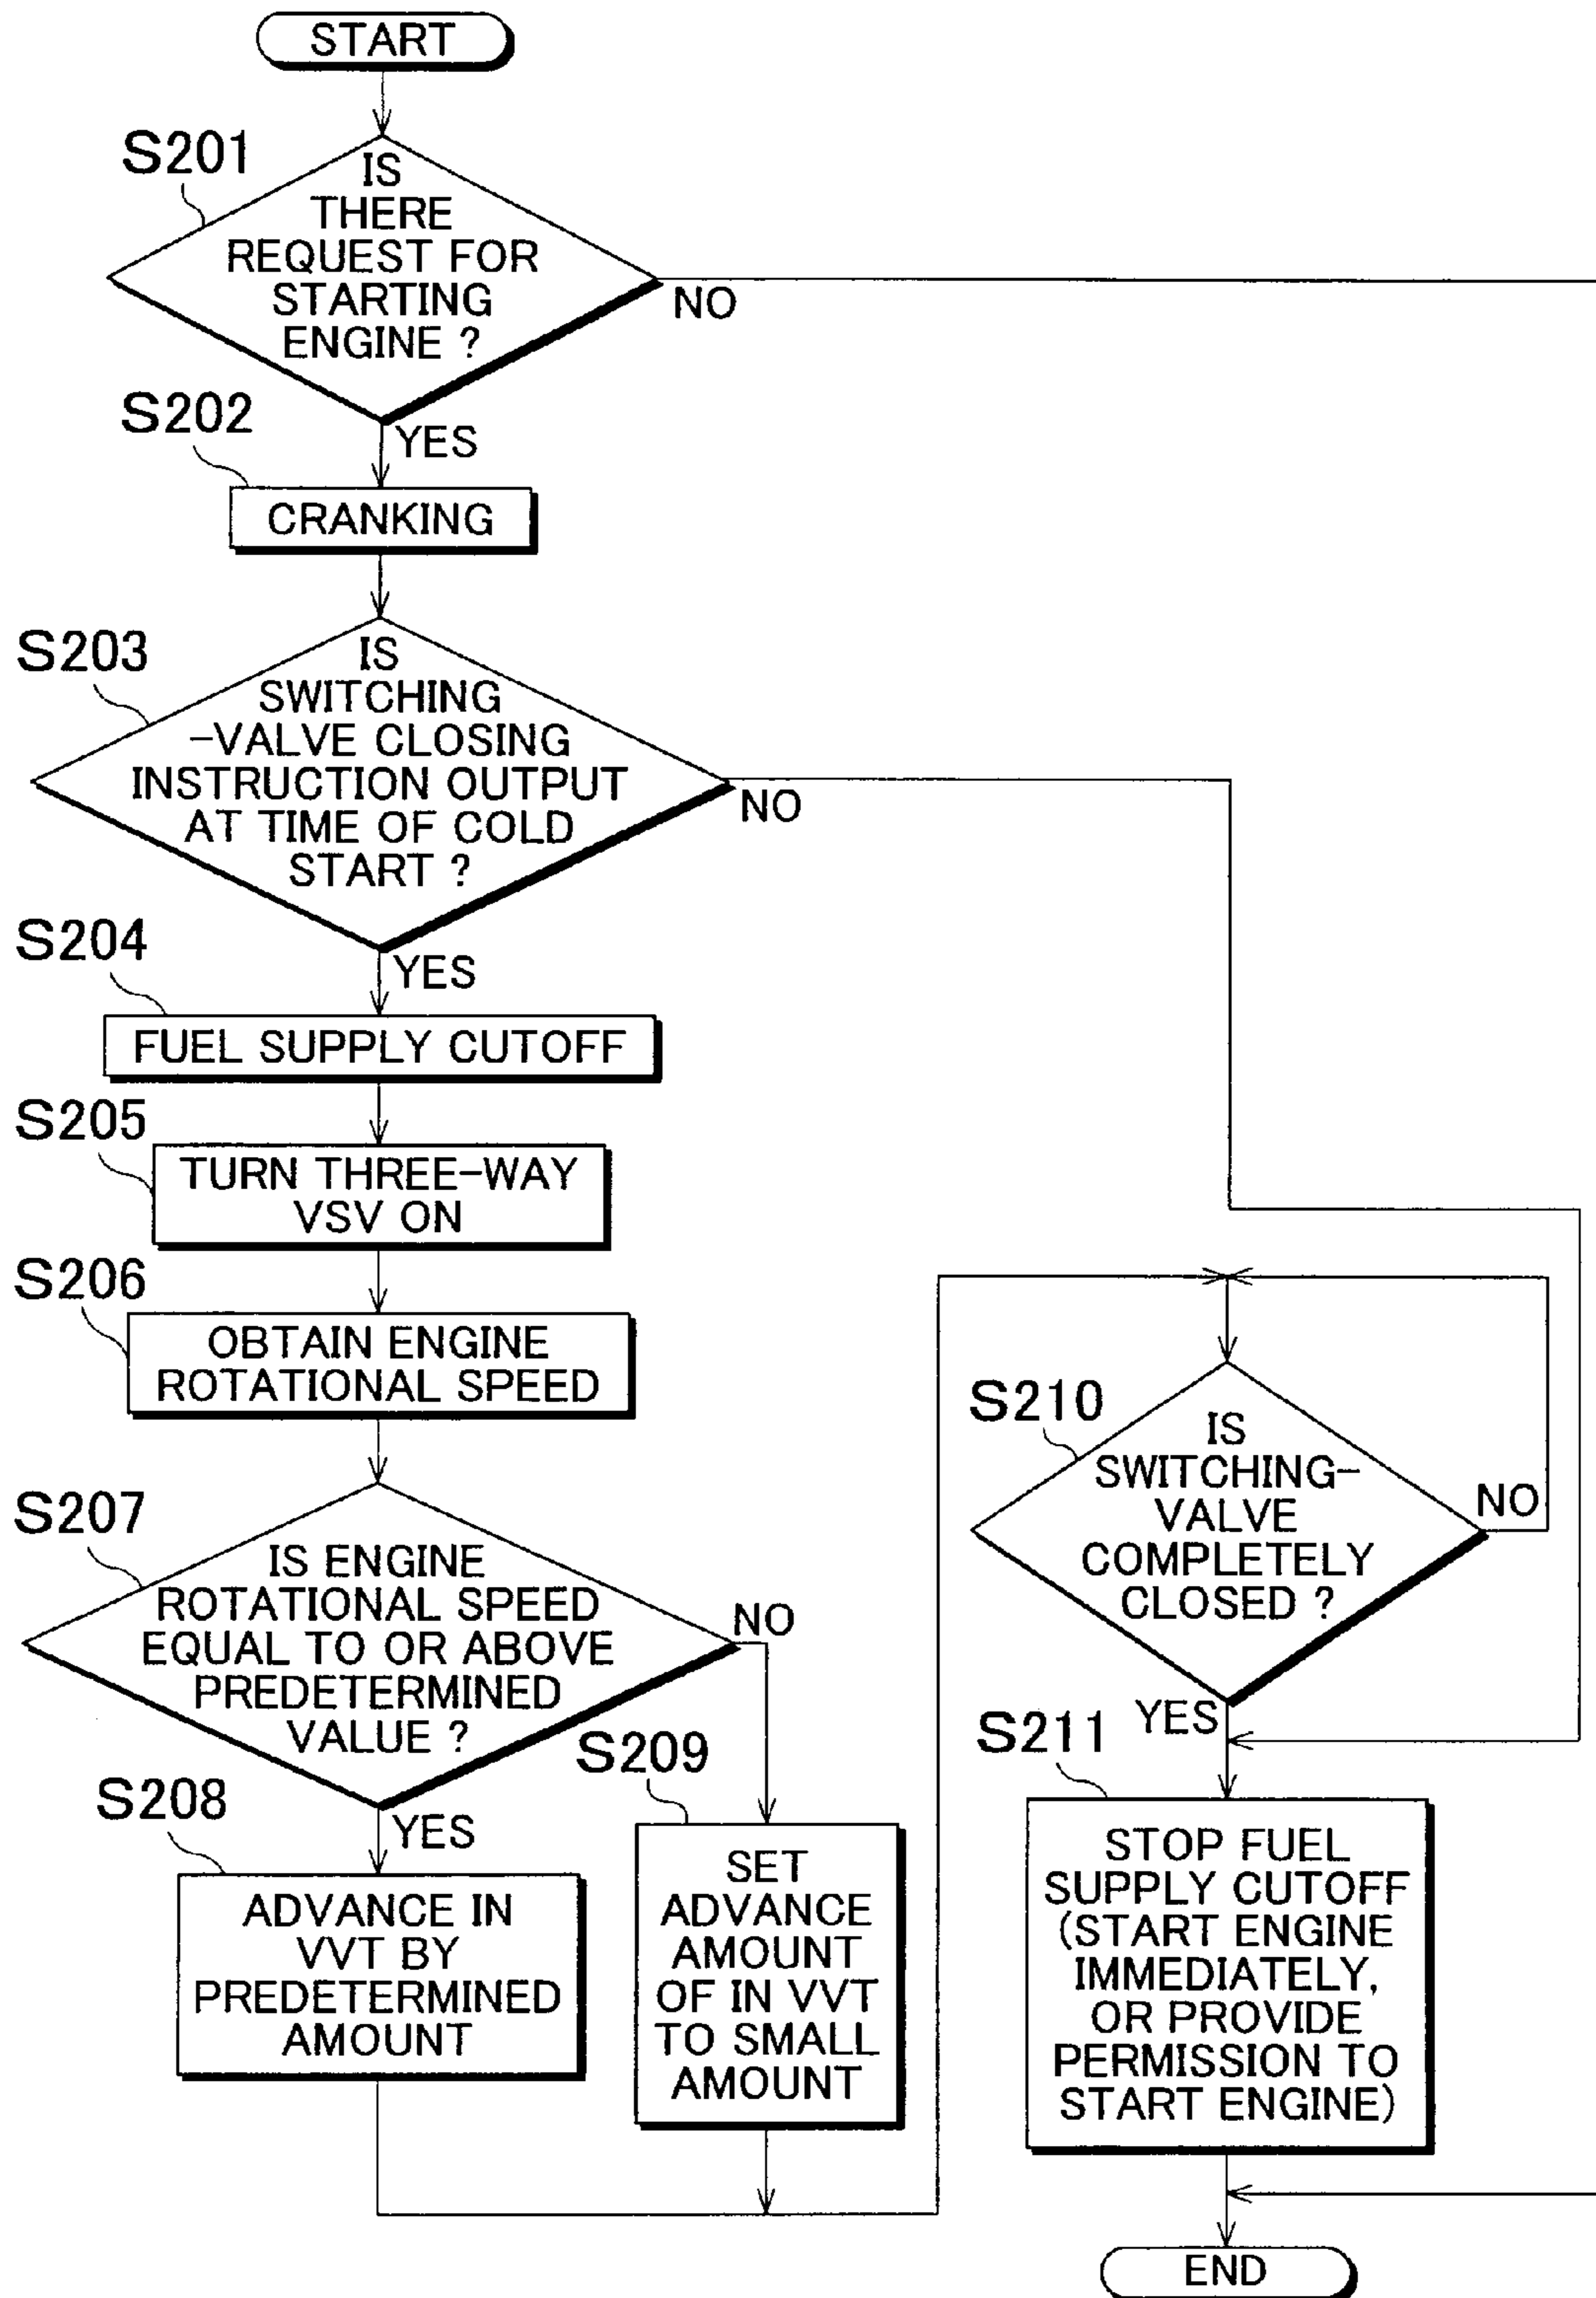 START
S201
IS
THERE
REQUEST FOR
STARTING
ENGINE ?
NO
YES
S202
CRANKING
S203
IS
SWITCHING
-VALVE CLOSING
INSTRUCTION OUTPUT
AT TIME OF COLD
START ?
NO
YES
S204
FUEL SUPPLY CUTOFF
S205
TURN THREE-WAY
VSV ON
S206
OBTAIN ENGINE
ROTATIONAL SPEED
S207
IS ENGINE
ROTATIONAL SPEED
EQUAL TO OR ABOVE
PREDETERMINED
VALUE ?
NO
YES
S208
ADVANCE IN
VVT BY
PREDETERMINED
AMOUNT
S209
SET
ADVANCE
AMOUNT
OF IN VVT
TO SMALL
AMOUNT
S210
IS
SWITCHING-
VALVE
COMPLETELY
CLOSED ?
NO
YES
S211
STOP FUEL
SUPPLY CUTOFF
(START ENGINE
IMMEDIATELY,
OR PROVIDE
PERMISSION TO
START ENGINE)
END